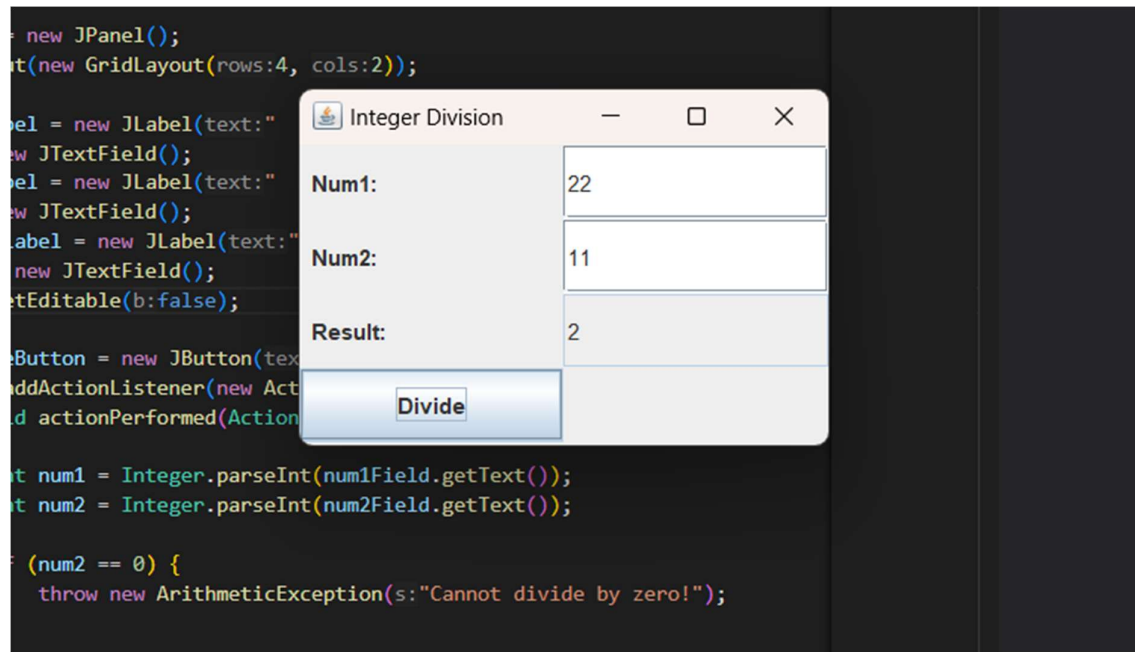 = new JPanel();
ut(new GridLayout(rows:4, cols:2));
bel = new JLabel(text:"
ew JTextField();
bel = new JLabel(text:"
ew JTextField();
Label = new JLabel(text:"
new JTextField();
etEditable(b:false);
eButton = new JButton(tex
addActionListener(new Act
d actionPerformed(Action
nt num1 = Integer.parseInt(num1Field.getText());
nt num2 = Integer.parseInt(num2Field.getText());
(num2 == 0) {
throw new ArithmeticException(s:"Cannot divide by zero!");
Integer Division
Num1: 22
Num2: 11
Result: 2
Divide